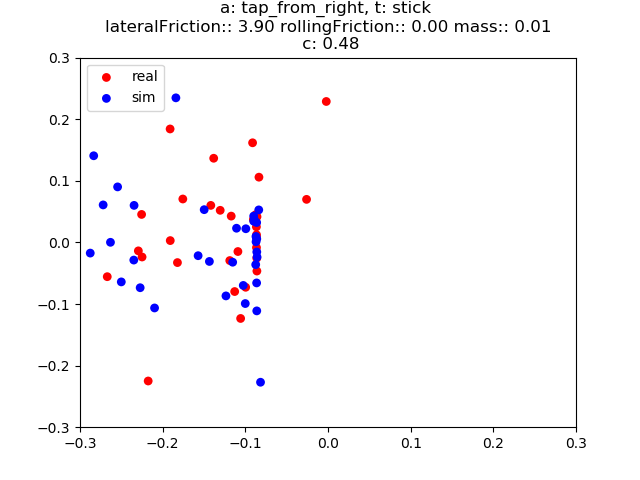 a: tap_from_right, t: stick
lateralFriction:: 3.90 rollingFriction:: 0.00 mass:: 0.01
c: 0.48
real
sim
0.3
0.2
0.1
0.0
−0.1
−0.2
−0.3
−0.3 −0.2 −0.1 0.0 0.1 0.2 0.3